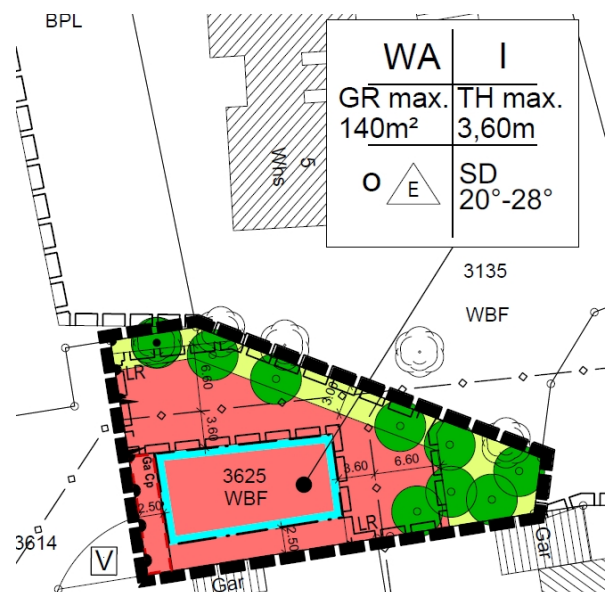 BPL
WA I
GR max. TH max.
140m² 3,60m
o E SD
20°-28°
5
Whs
3135
WBF
LR
6.60
3.00
3.60
Ga Cp
3625
WBF
3.60
6.60
2.50
2.50
LR
3614
V
Gar
Gar